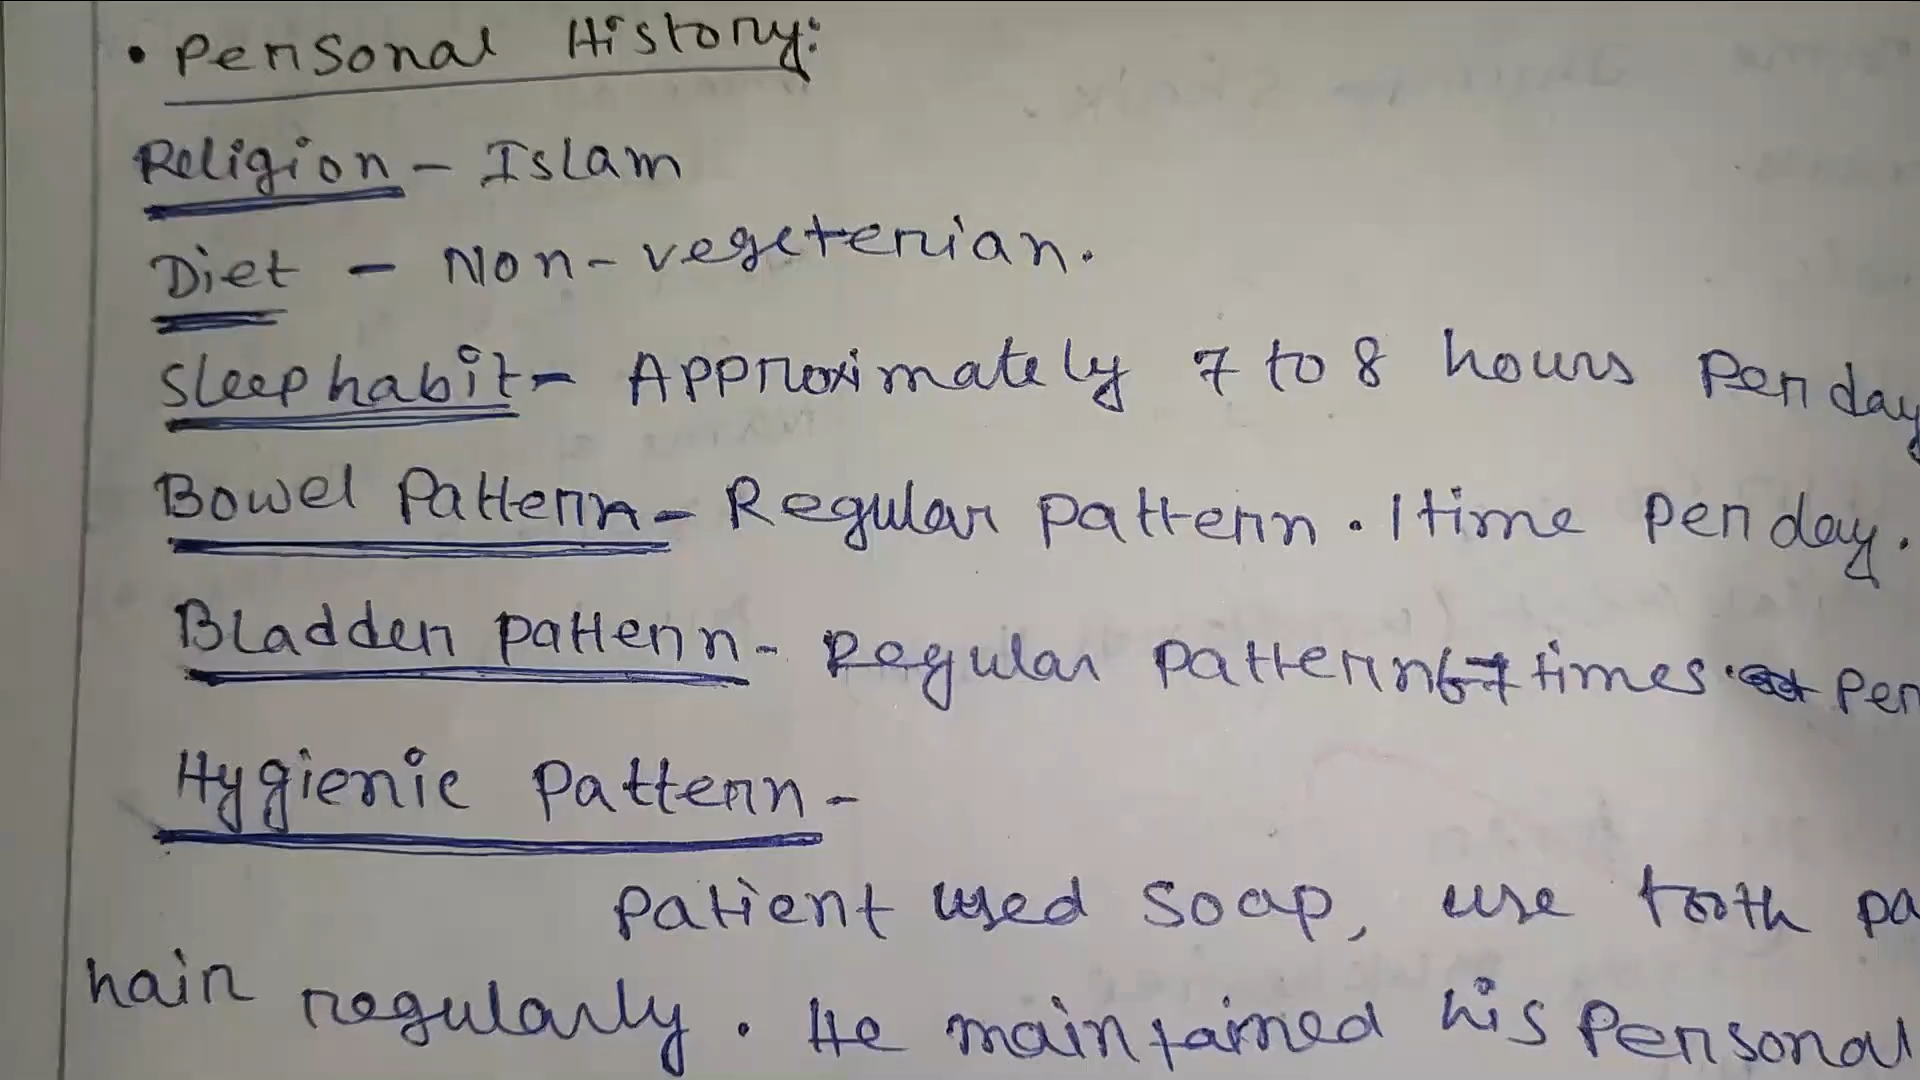 • Personal History:
Religion - Islam
Diet - Non-vegeterian.
Sleep habit - Approximately 7 to 8 hours Per day
Bowel Pattern - Regular pattern. 1 time per day.
Bladder pattern - Regular pattern 6-7 times. per
Hygienic Pattern -
Patient used soap, use tooth pa
hair regularly. He maintained his Personal